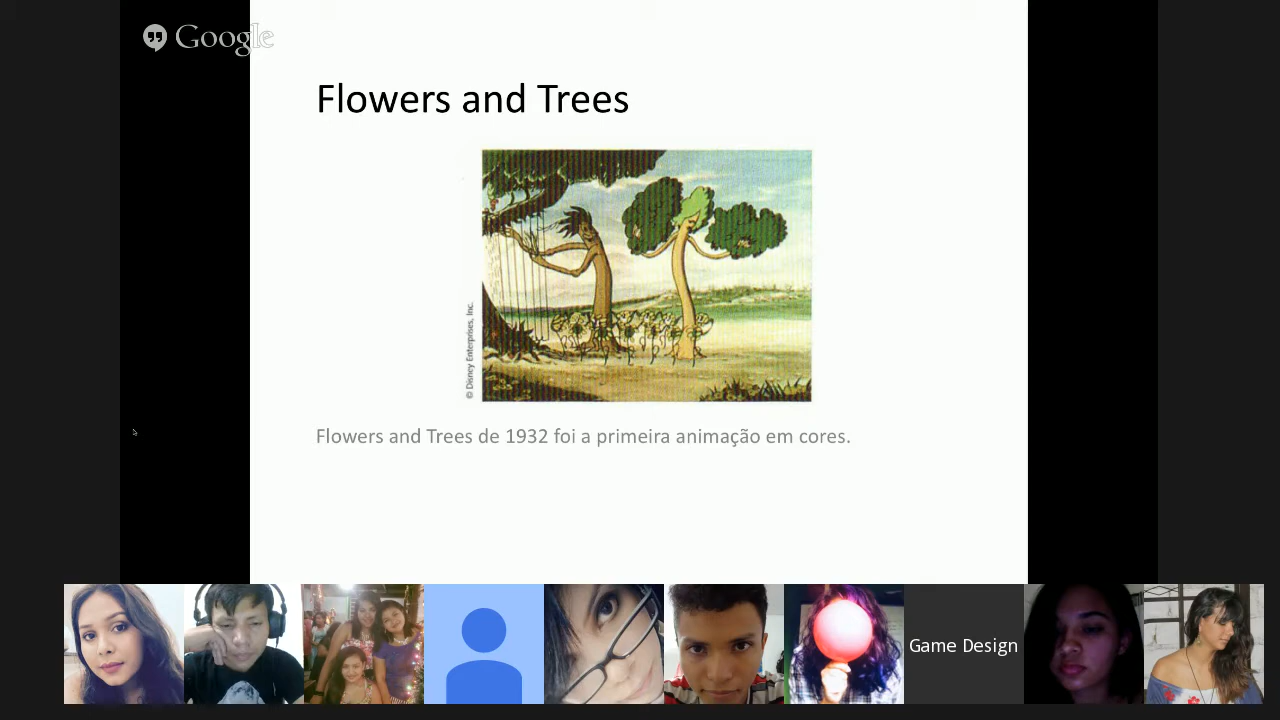 Google
Flowers and Trees
© Disney Enterprises, Inc.
Flowers and Trees de 1932 foi a primeira animação em cores.
Game Design